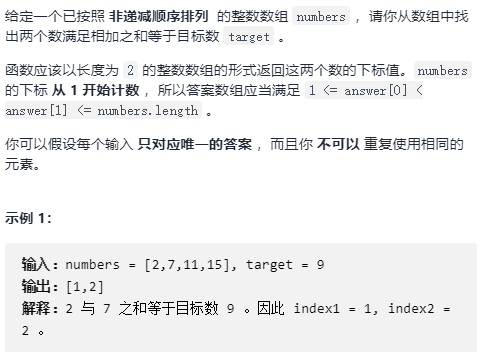 给定一个已按照 非递减顺序排列 的整数数组 numbers ，请你从数组中找
出两个数满足相加之和等于目标数 target 。
函数应该以长度为 2 的整数数组的形式返回这两个数的下标值。numbers
的下标 从 1 开始计数 ，所以答案数组应当满足 1 <= answer[0] <
answer[1] <= numbers.length 。
你可以假设每个输入 只对应唯一的答案 ，而且你 不可以 重复使用相同的
元素。
示例 1：
输入：numbers = [2,7,11,15], target = 9
输出：[1,2]
解释：2 与 7 之和等于目标数 9 。因此 index1 = 1, index2 =
2 。